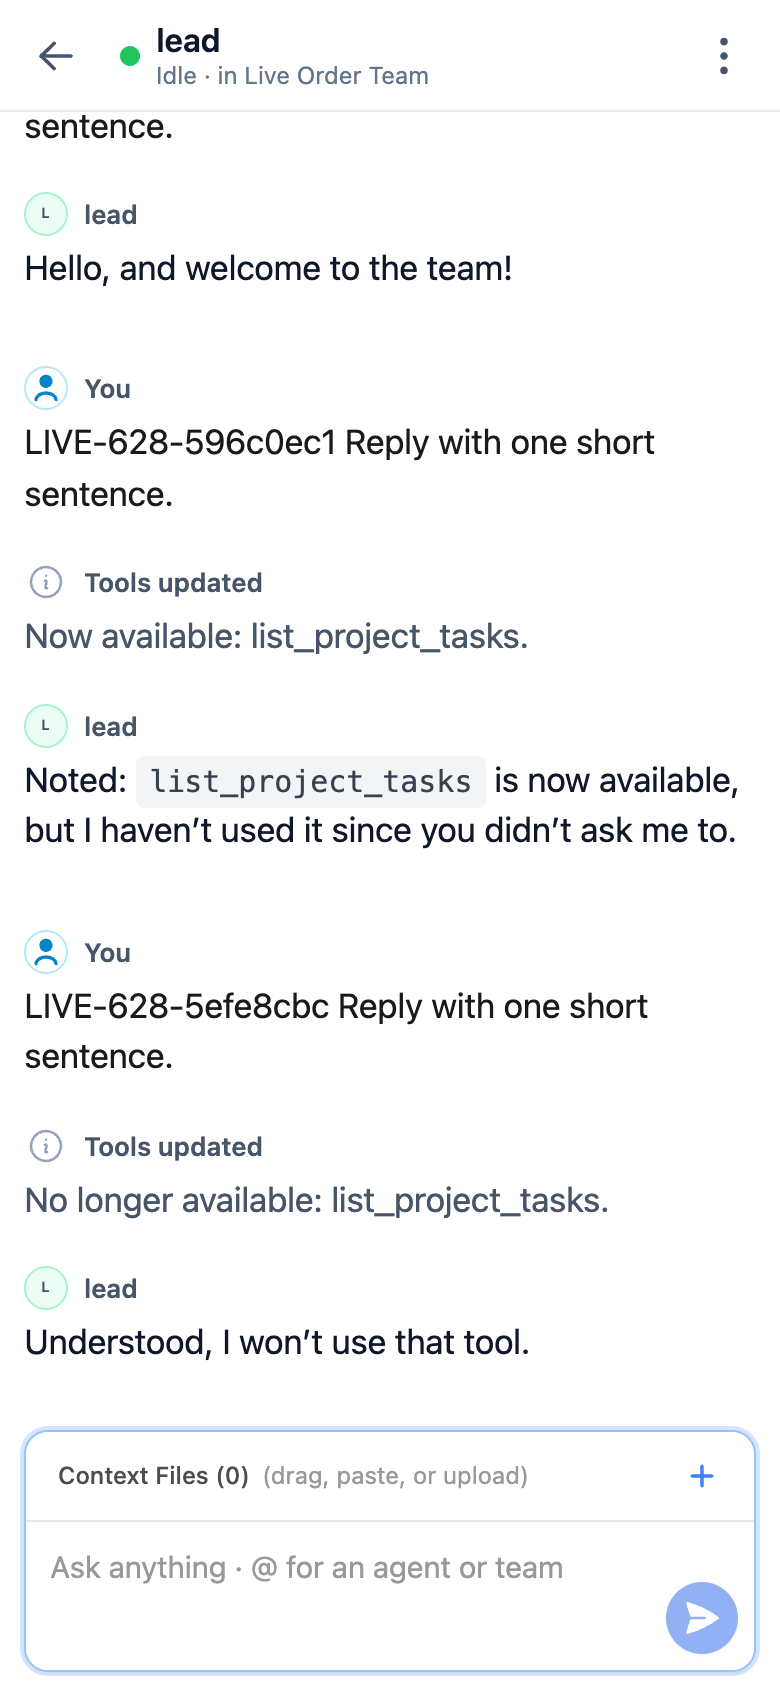 lead
Idle · in Live Order Team
sentence.
L lead
Hello, and welcome to the team!
You
LIVE-628-596c0ec1 Reply with one short
sentence.
Tools updated
Now available: list_project_tasks.
L lead
Noted: list_project_tasks is now available,
but I haven’t used it since you didn’t ask me to.
You
LIVE-628-5efe8cbc Reply with one short
sentence.
Tools updated
No longer available: list_project_tasks.
L lead
Understood, I won’t use that tool.
Context Files (0) (drag, paste, or upload)
Ask anything · @ for an agent or team